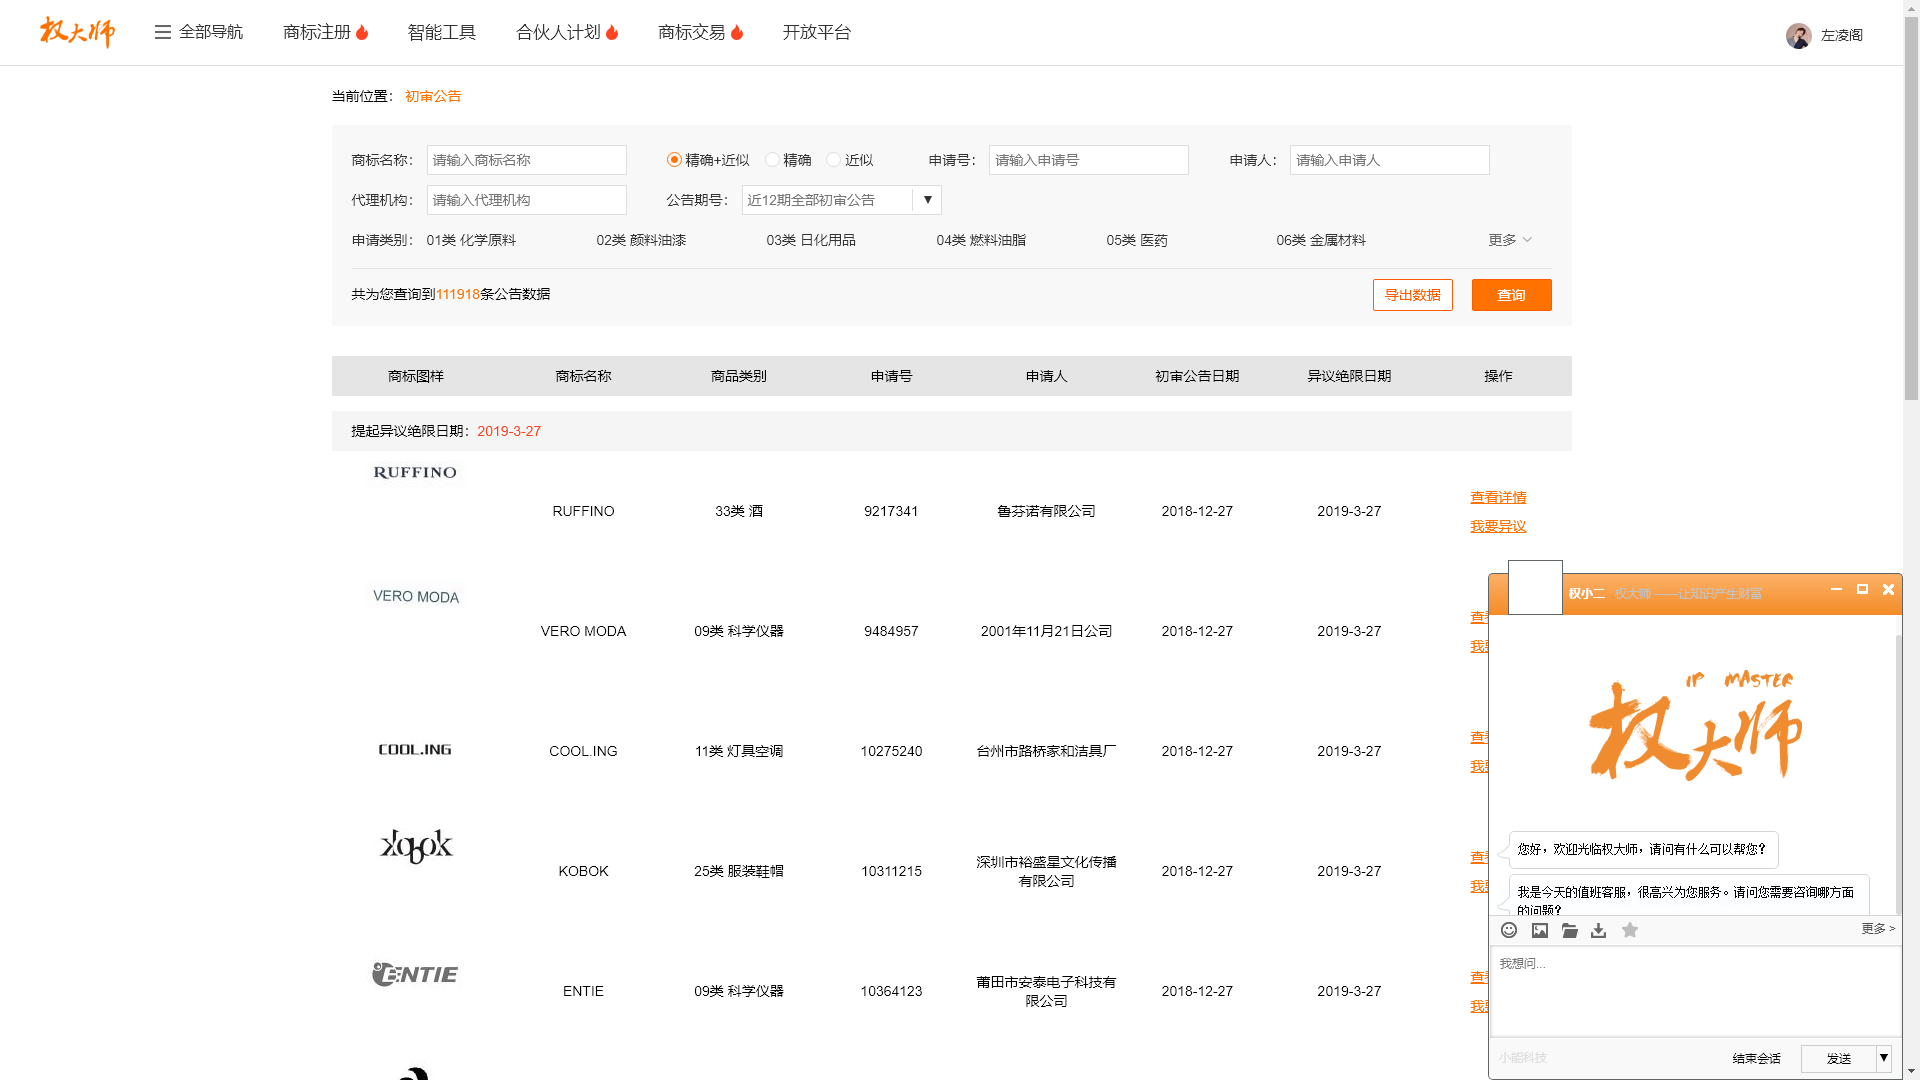 权大师
全部导航
商标注册
智能工具
合伙人计划
商标交易
开放平台
左凌阁
当前位置： 初审公告
商标名称： 请输入商标名称 精确+近似 精确 近似 申请号： 请输入申请号 申请人： 请输入申请人
代理机构： 请输入代理机构 公告期号： 近12期全部初审公告 ▼
申请类别： 01类 化学原料 02类 颜料油漆 03类 日化用品 04类 燃料油脂 05类 医药 06类 金属材料 更多
共为您查询到111918条公告数据 导出数据 查询
商标图样 商标名称 商品类别 申请号 申请人 初审公告日期 异议绝限日期 操作
提起异议绝限日期：2019-3-27
RUFFINO
RUFFINO 33类 酒 9217341 鲁芬诺有限公司 2018-12-27 2019-3-27
查看详情
我要异议
VERO MODA
VERO MODA 09类 科学仪器 9484957 2001年11月21日公司 2018-12-27 2019-3-27
查
我
COOL.ING
COOL.ING 11类 灯具空调 10275240 台州市路桥家和洁具厂 2018-12-27 2019-3-27
查
我
kobok
KOBOK 25类 服装鞋帽 10311215 深圳市裕盛星文化传播
有限公司 2018-12-27 2019-3-27
查
我
ENTIE
ENTIE 09类 科学仪器 10364123 莆田市安泰电子科技有
限公司 2018-12-27 2019-3-27
查
我
权小二 权大师 ——让知识产生财富
IP MASTER
权大师
您好，欢迎光临权大师，请问有什么可以帮您？
我是今天的值班客服，很高兴为您服务。请问您需要咨询哪方面
的问题？
更多 >
我想问...
小能科技 结束会话 发送 ▼